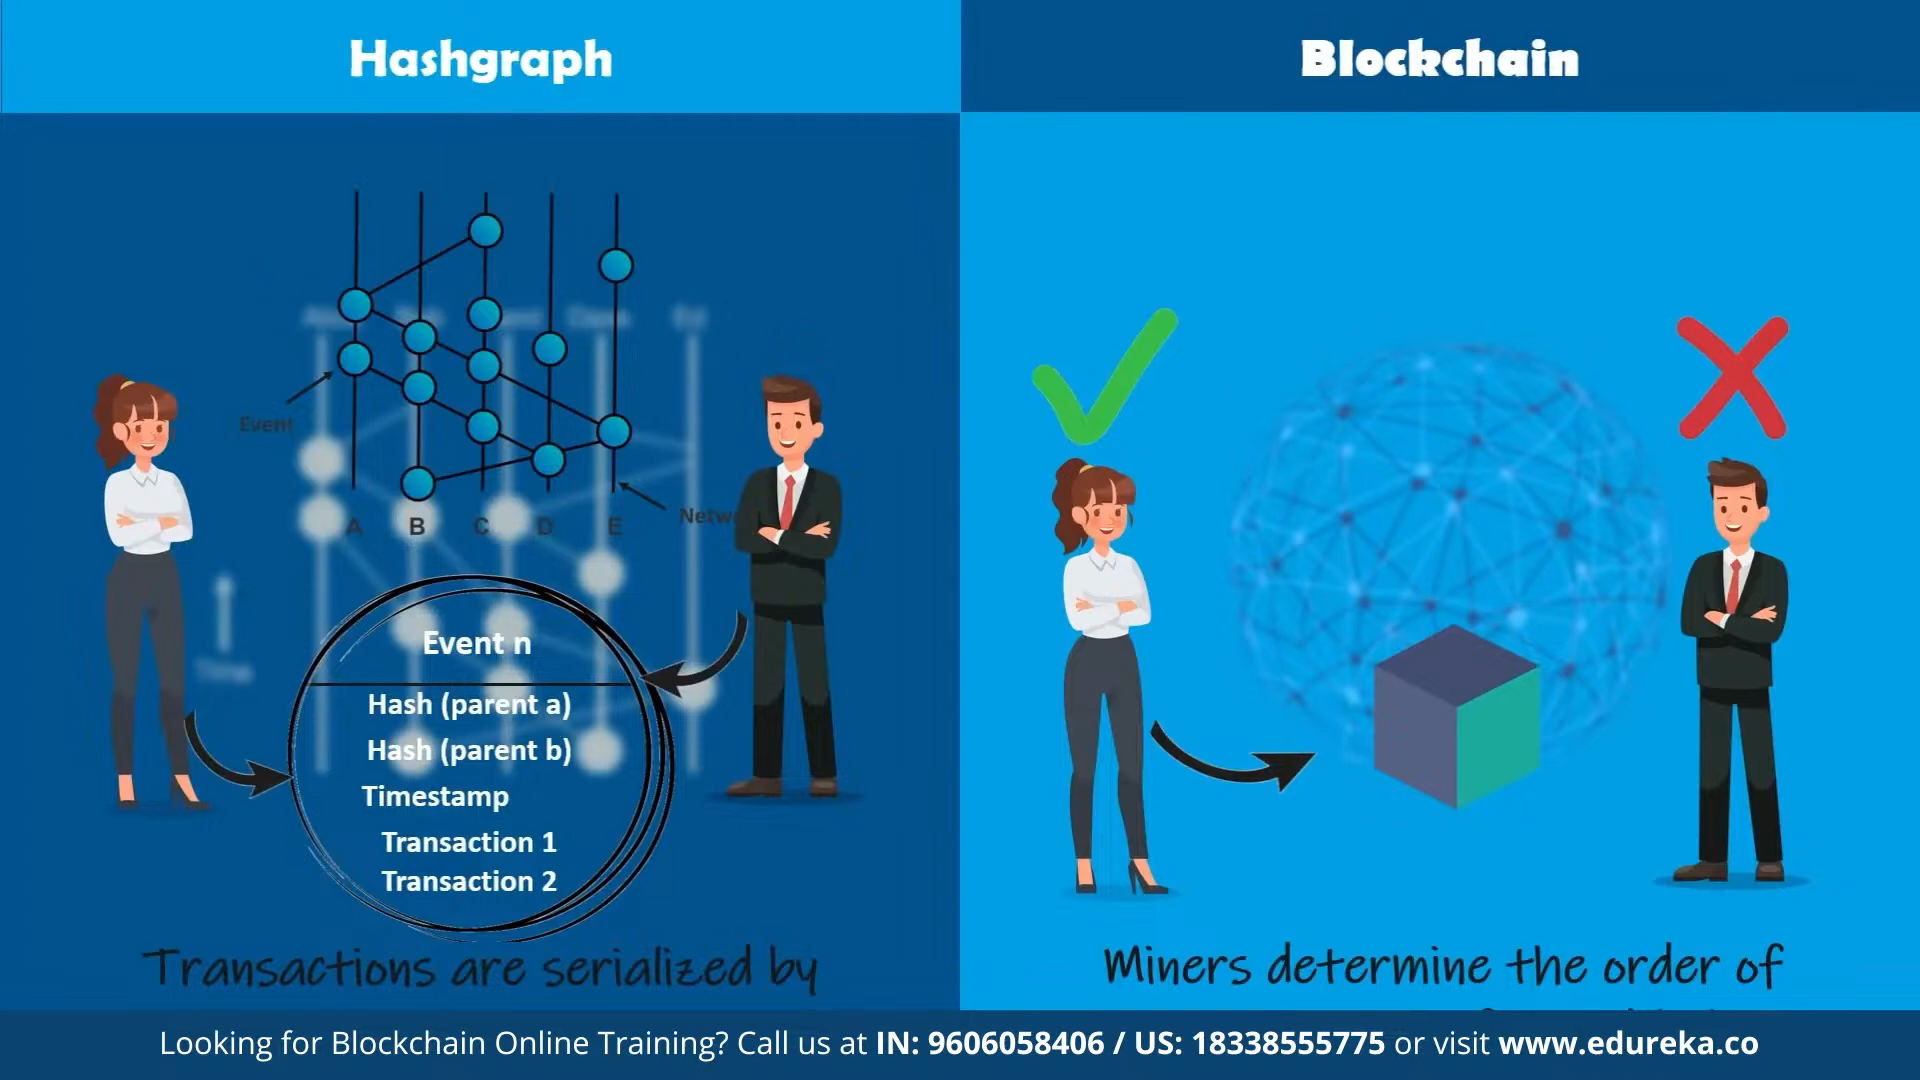 Hashgraph
Blockchain
Event
A B C D E
Event n
Hash (parent a)
Hash (parent b)
Timestamp
Transaction 1
Transaction 2
Transactions are serialized by
Miners determine the order of
Looking for Blockchain Online Training? Call us at IN: 9606058406 / US: 18338555775 or visit www.edureka.co